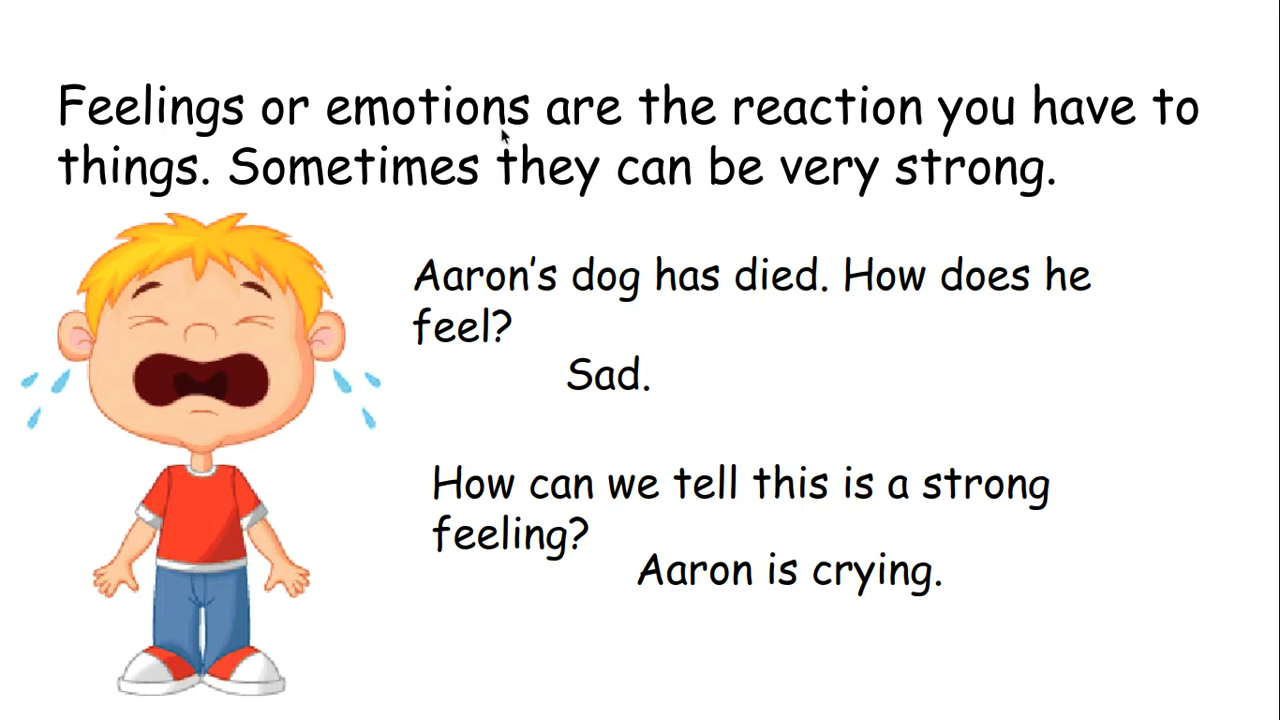 Feelings or emotions are the reaction you have to
things. Sometimes they can be very strong.
Aaron's dog has died. How does he
feel?
Sad.
How can we tell this is a strong
feeling?
Aaron is crying.